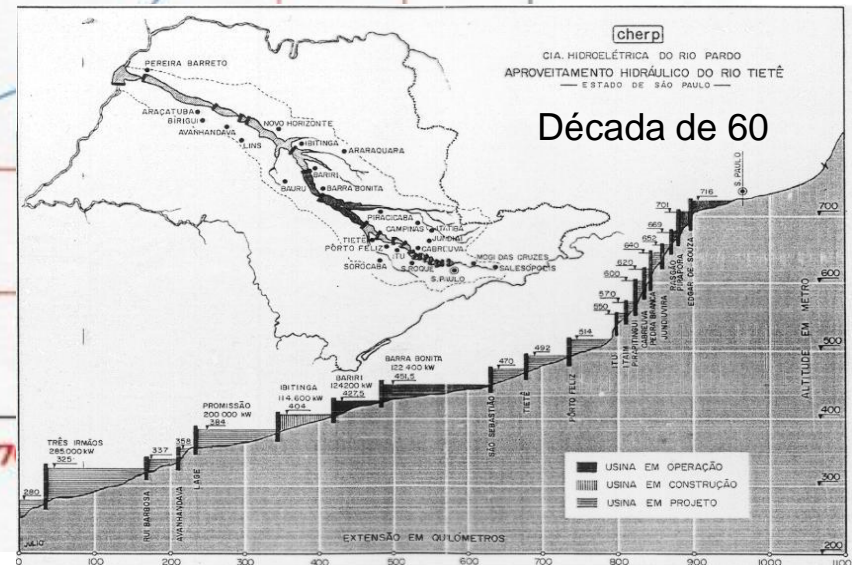 cherp
CIA. HIDROELÉTRICA DO RIO PARDO
APROVEITAMENTO HIDRÁULICO DO RIO TIETÊ
ESTADO DE SÃO PAULO
Década de 60
PEREIRA BARRETO
ARAÇATUBA
BIRIGUI
AVANHANDAVA
LINS
NOVO HORIZONTE
IBITINGA
ARARAQUARA
BARIRI
BAURU
BARRA BONITA
PIRACICABA
CAMPINAS
ITATIBA
JUNDIAÍ
CABREUVA
TIETÊ
PÔRTO FELIZ
ITU
SOROCABA
S. ROQUE
S. PAULO
MOGI DAS CRUZES
SALESÓPOLIS
S. PAULO
716
701
669
652
640
620
600
570
550
514
492
470
EDGAR DE SOUZA
PIRAPORA
RASGÃO
JUNDIUVIRA
PEDRA BRANCA
CABREUVA
PIRAPITINGUI
ITAIM
ITU
PÔRTO FELIZ
TIETÊ
SÃO SEBASTIÃO
BARRA BONITA
122 400 kW
451,5
BARIRI
124200 kW
427,5
IBITINGA
114.600 kW
404
PROMISSÃO
200 000 kW
384
358
337
TRÊS IRMÃOS
285.000 kW
325
280
RUI BARBOSA
AVANHANDAVA
LAGE
ALTITUDE EM METRO
700
600
500
400
300
200
USINA EM OPERAÇÃO
USINA EM CONSTRUÇÃO
USINA EM PROJETO
JULIO
EXTENSÃO EM QUILÓMETROS
0 100 200 300 400 500 600 700 800 900 1000 1100